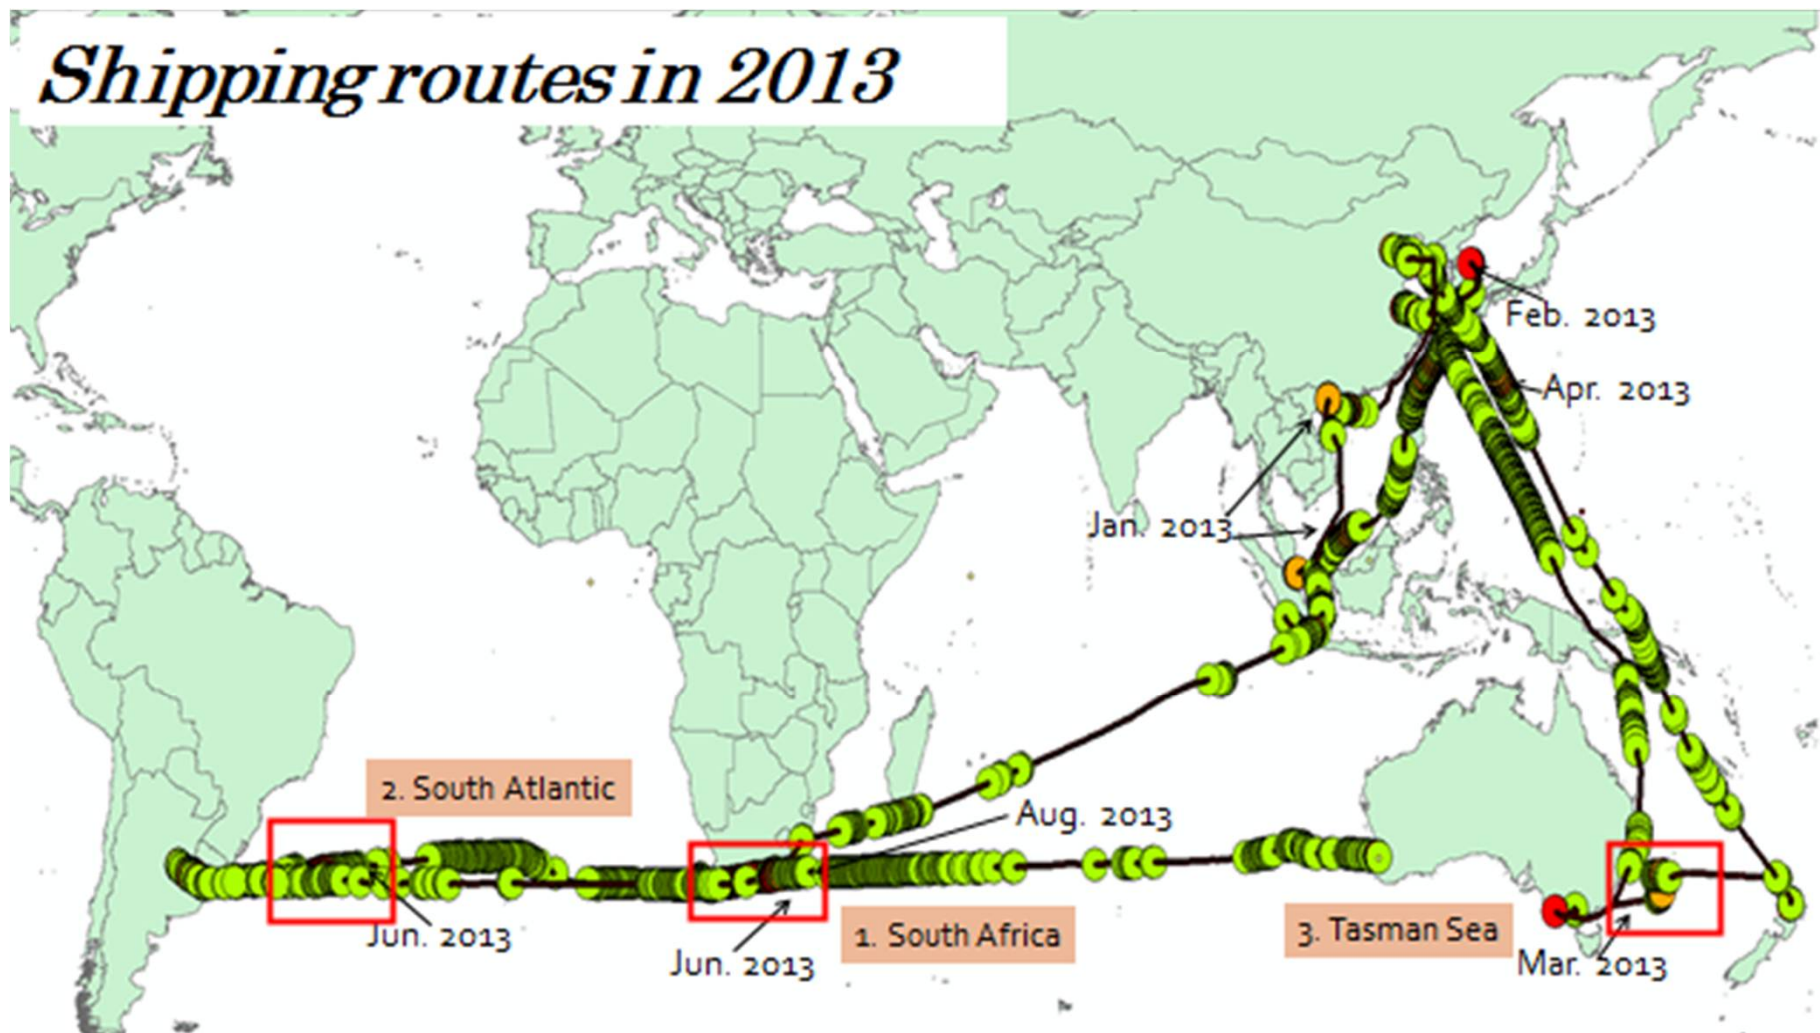 Shipping routes in 2013
Feb. 2013
Apr. 2013
Jan. 2013
2. South Atlantic
Aug. 2013
Jun. 2013
1. South Africa
3. Tasman Sea
Jun. 2013
Mar. 2013